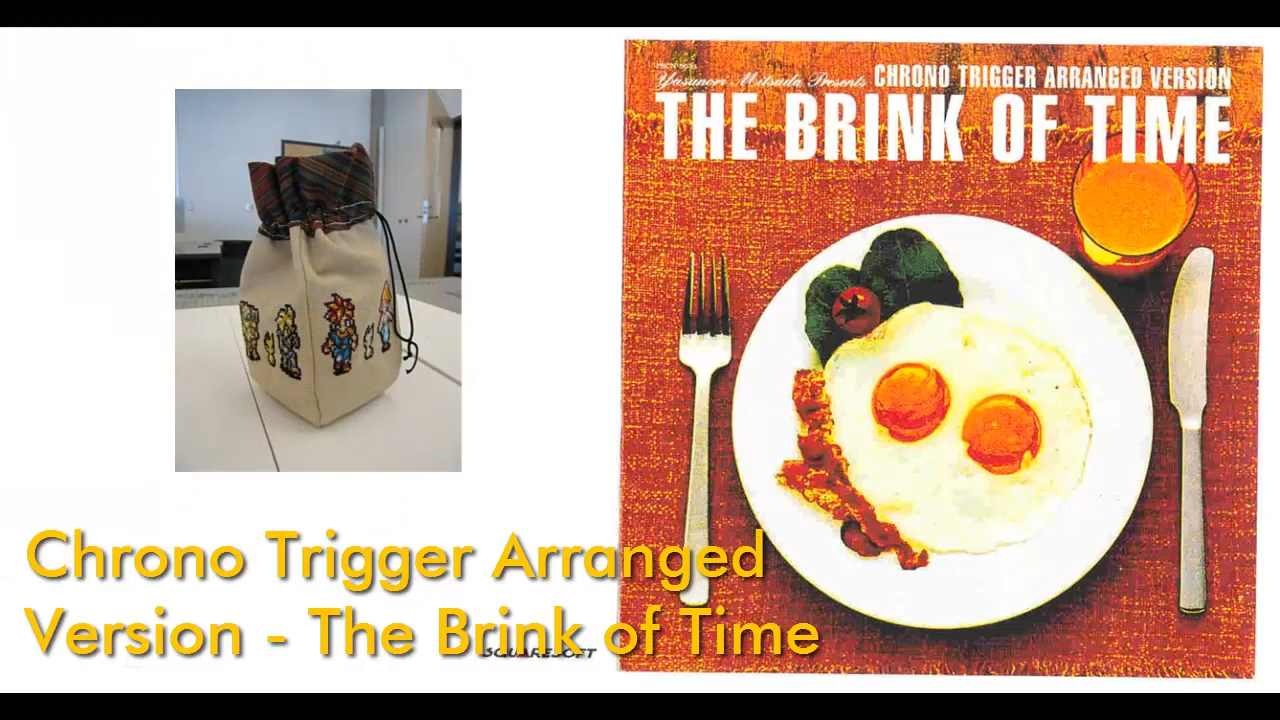 Yasunori Mitsuda Presents CHRONO TRIGGER ARRANGED VERSION
THE BRINK OF TIME
Chrono Trigger Arranged
Version - The Brink of Time
SQUARESOFT